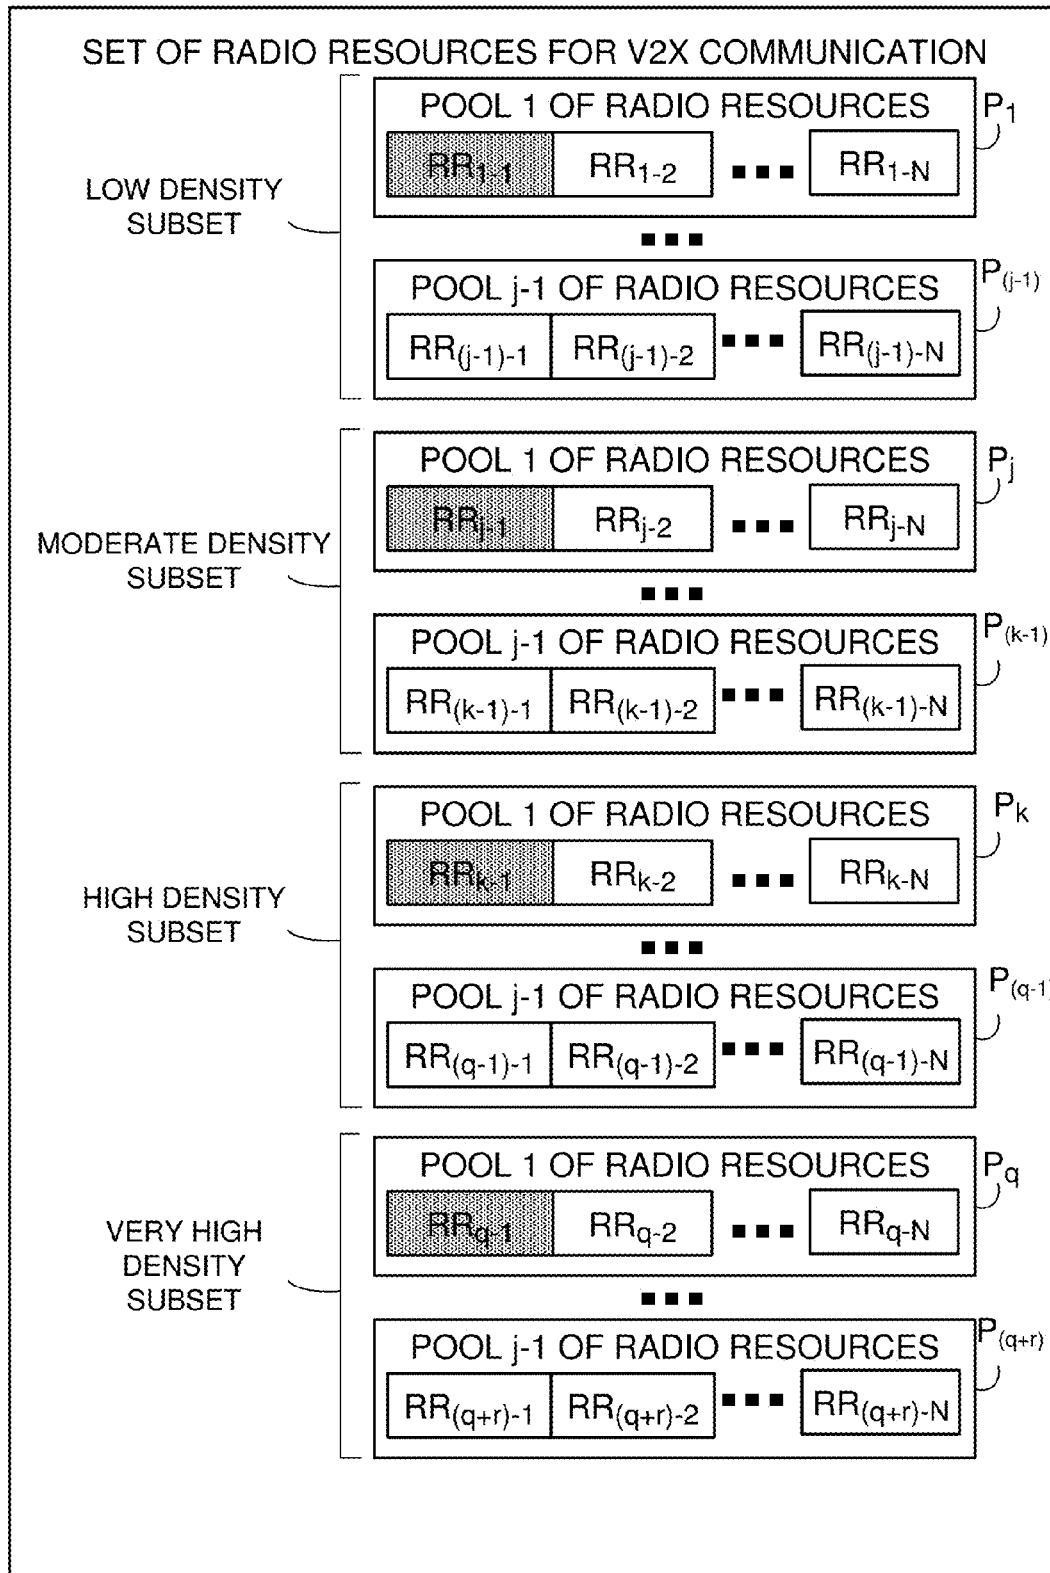 SET OF RADIO RESOURCES FOR V2X COMMUNICATION
POOL 1 OF RADIO RESOURCES P1
RR1-1 RR1-2 ■■■ RR1-N
LOW DENSITY
SUBSET
■■■
POOL j-1 OF RADIO RESOURCES P(j-1)
RR(j-1)-1 RR(j-1)-2 ■■■ RR(j-1)-N
POOL 1 OF RADIO RESOURCES Pj
RRj-1 RRj-2 ■■■ RRj-N
MODERATE DENSITY
SUBSET
■■■
POOL j-1 OF RADIO RESOURCES P(k-1)
RR(k-1)-1 RR(k-1)-2 ■■■ RR(k-1)-N
POOL 1 OF RADIO RESOURCES Pk
RRk-1 RRk-2 ■■■ RRk-N
HIGH DENSITY
SUBSET
■■■
POOL j-1 OF RADIO RESOURCES P(q-1)
RR(q-1)-1 RR(q-1)-2 ■■■ RR(q-1)-N
POOL 1 OF RADIO RESOURCES Pq
RRq-1 RRq-2 ■■■ RRq-N
VERY HIGH
DENSITY
SUBSET
■■■
POOL j-1 OF RADIO RESOURCES P(q+r)
RR(q+r)-1 RR(q+r)-2 ■■■ RR(q+r)-N